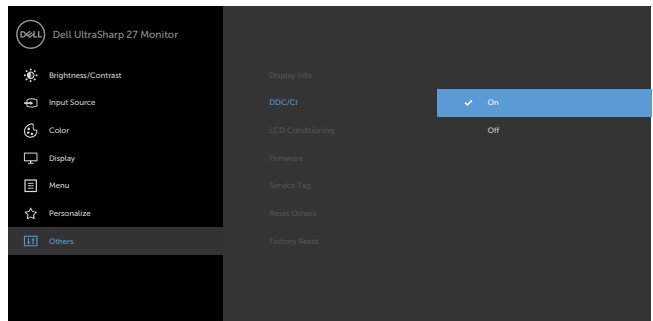 DELL Dell UltraSharp 27 Monitor
Brightness/Contrast Display Info
Input Source DDC/CI On
Color LCD Conditioning Off
Display Firmware
Menu Service Tag
Personalize Reset Others
Others Factory Reset